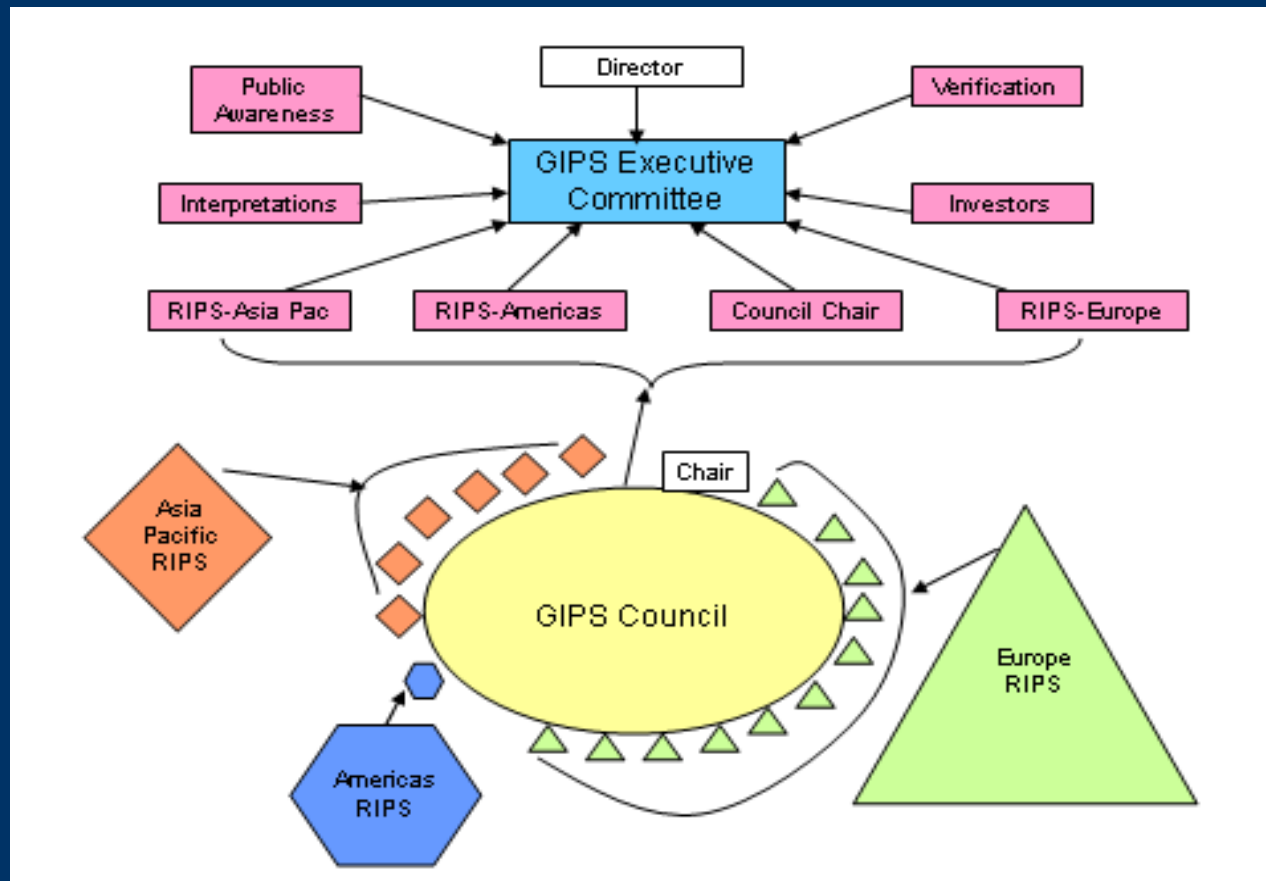 Director
Public
Awareness
Verification
GIPS Executive
Committee
Interpretations
Investors
RIPS-Asia Pac
RIPS-Americas
Council Chair
RIPS-Europe
Chair
Asia
Pacific
RIPS
GIPS Council
Europe
RIPS
Americas
RIPS